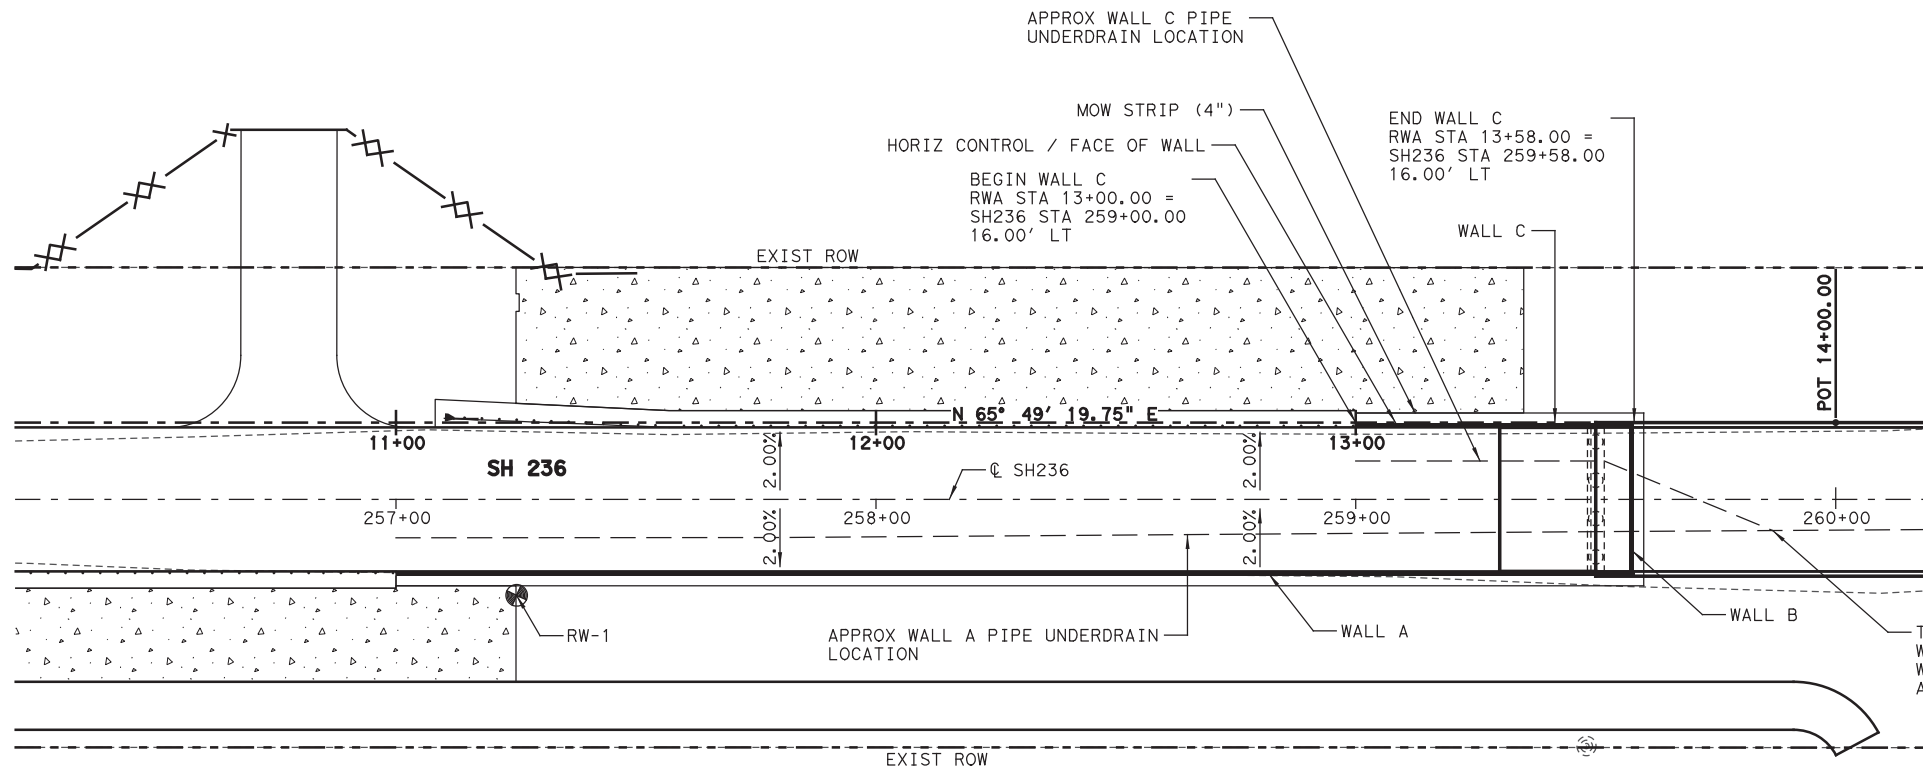 APPROX WALL C PIPE
UNDERDRAIN LOCATION
MOW STRIP (4")
HORIZ CONTROL / FACE OF WALL
BEGIN WALL C
RWA STA 13+00.00 =
SH236 STA 259+00.00
16.00' LT
END WALL C
RWA STA 13+58.00 =
SH236 STA 259+58.00
16.00' LT
WALL C
EXIST ROW
POT 14+00.00
N 65° 49' 19.75" E
11+00
12+00
13+00
SH 236
2.00%
2.00%
℄ SH236
257+00
258+00
259+00
260+00
2.00%
2.00%
RW-1
APPROX WALL A PIPE UNDERDRAIN
LOCATION
WALL A
WALL B
T
W
W
A
EXIST ROW